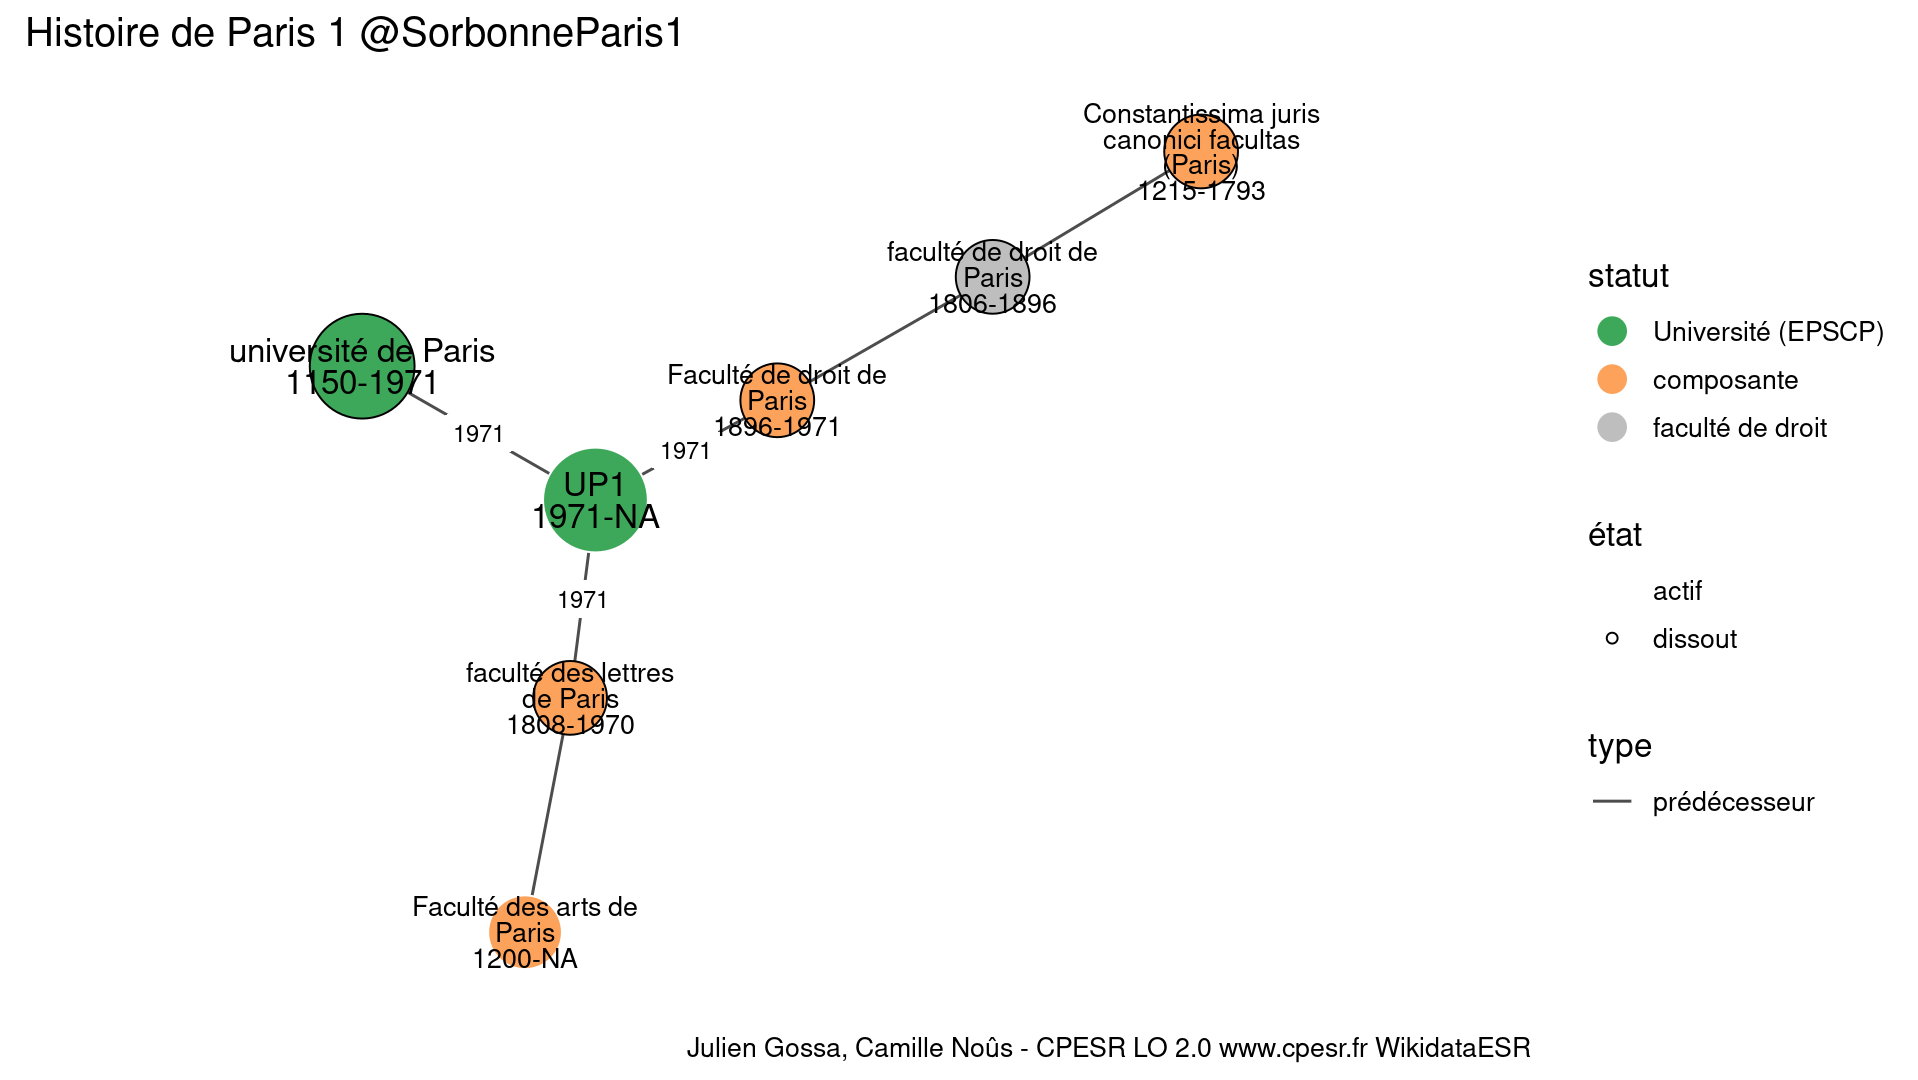 Histoire de Paris 1 @SorbonneParis1
Constantissima juris
canonici facultas
(Paris)
1215-1793
faculté de droit de
Paris
1806-1896
université de Paris
1150-1971
Faculté de droit de
Paris
1896-1971
1971
1971
UP1
1971-NA
1971
faculté des lettres
de Paris
1808-1970
Faculté des arts de
Paris
1200-NA
statut
Université (EPSCP)
composante
faculté de droit
état
actif
dissout
type
prédécesseur
Julien Gossa, Camille Noûs - CPESR LO 2.0 www.cpesr.fr WikidataESR